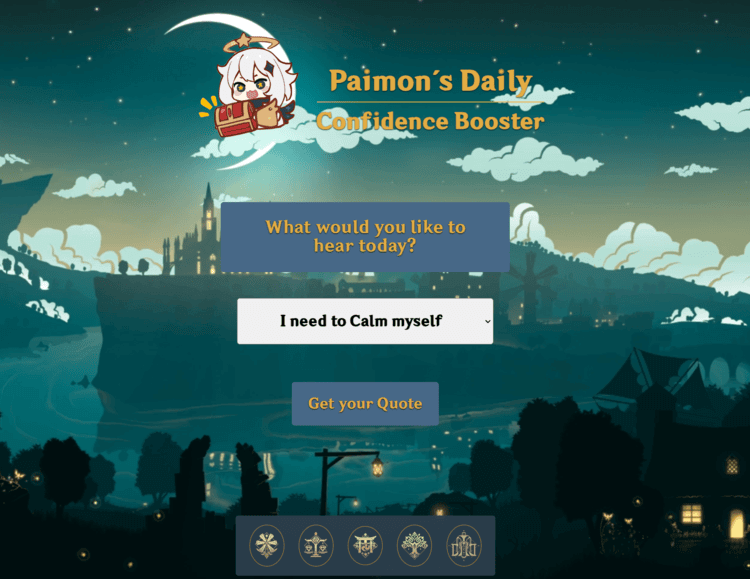 Paimon´s Daily
Confidence Booster
What would you like to
hear today?
I need to Calm myself
Get your Quote